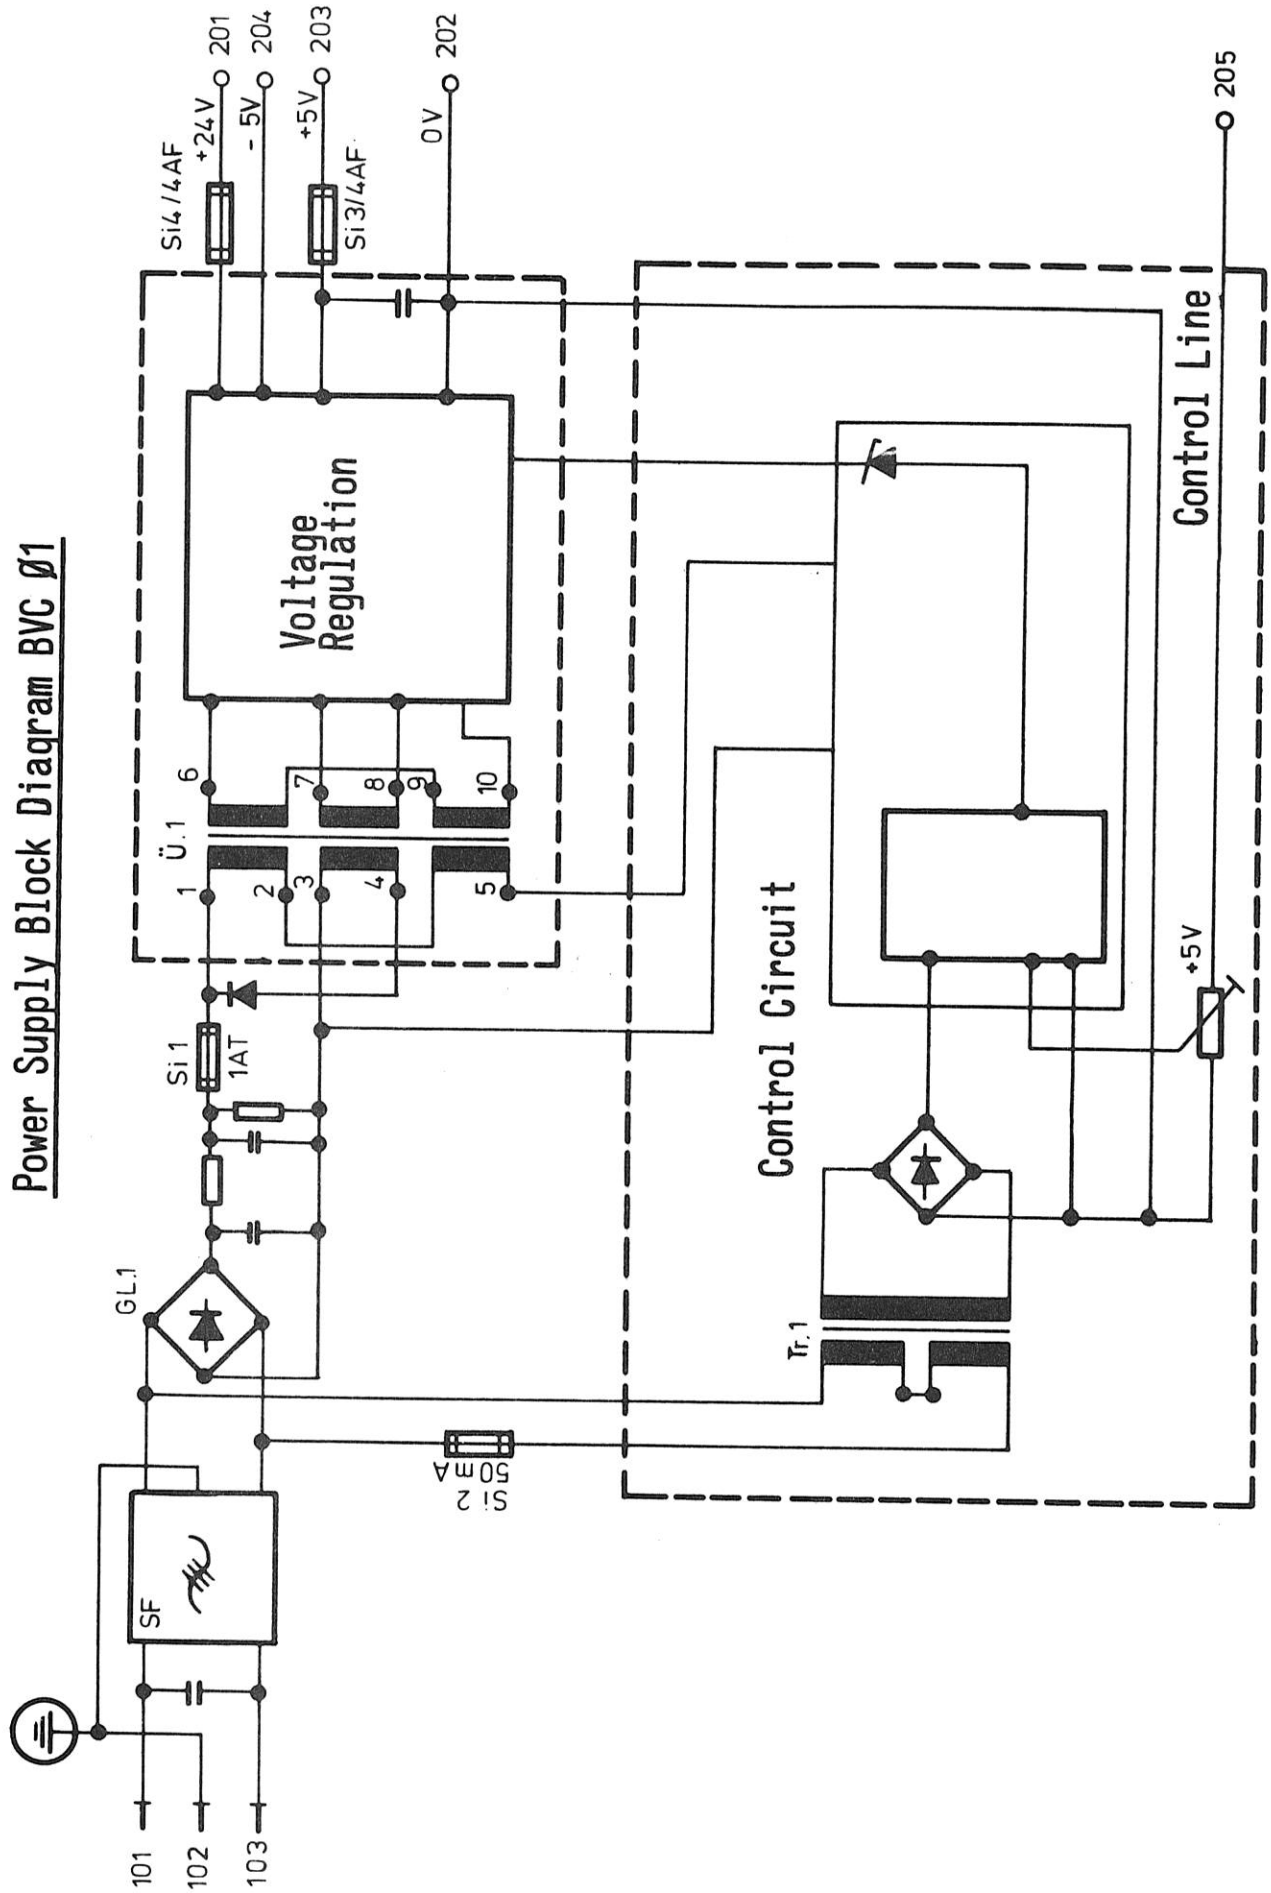 Power Supply Block Diagram BVC Ø1
101
102
103
SF
GL.1
Si 1
1AT
Ü.1
1
2
3
4
5
6
7
8
9
10
Voltage
Regulation
Si4/4AF
+24V
201
- 5V
204
+5V
203
Si3/4AF
0V
202
Si 2
50mA
Tr.1
Control Circuit
+5V
Control Line
205